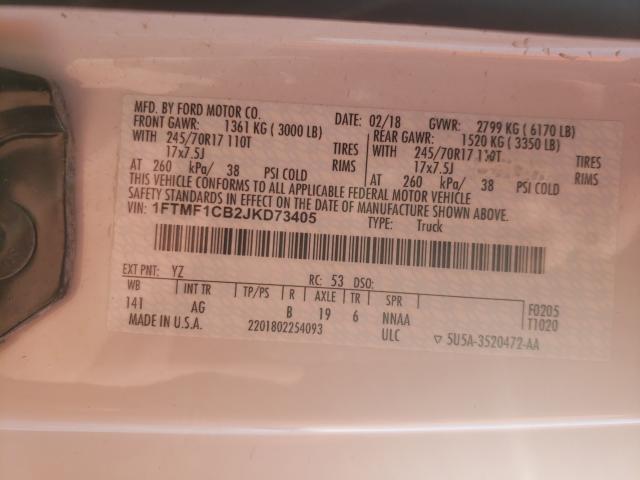 MFD. BY FORD MOTOR CO.
DATE: 02/18 GVWR: 2799 KG ( 6170 LB)
FRONT GAWR: 1361 KG ( 3000 LB) REAR GAWR: 1520 KG ( 3350 LB)
WITH 245/70R17 110T TIRES WITH 245/70R17 110T TIRES
17x7.5J RIMS 17x7.5J RIMS
AT 260 kPa/ 38 PSI COLD AT 260 kPa/ 38 PSI COLD
THIS VEHICLE CONFORMS TO ALL APPLICABLE FEDERAL MOTOR VEHICLE
SAFETY STANDARDS IN EFFECT ON THE DATE OF MANUFACTURE SHOWN ABOVE.
VIN: 1FTMF1CB2JKD73405
TYPE: Truck
EXT PNT: YZ RC: 53 DSO:
WB INT TR TP/PS R AXLE TR SPR F0205
141 AG B 19 6 NNAA T1020
MADE IN U.S.A. 2201802254093 ULC ▽ 5U5A-3520472-AA